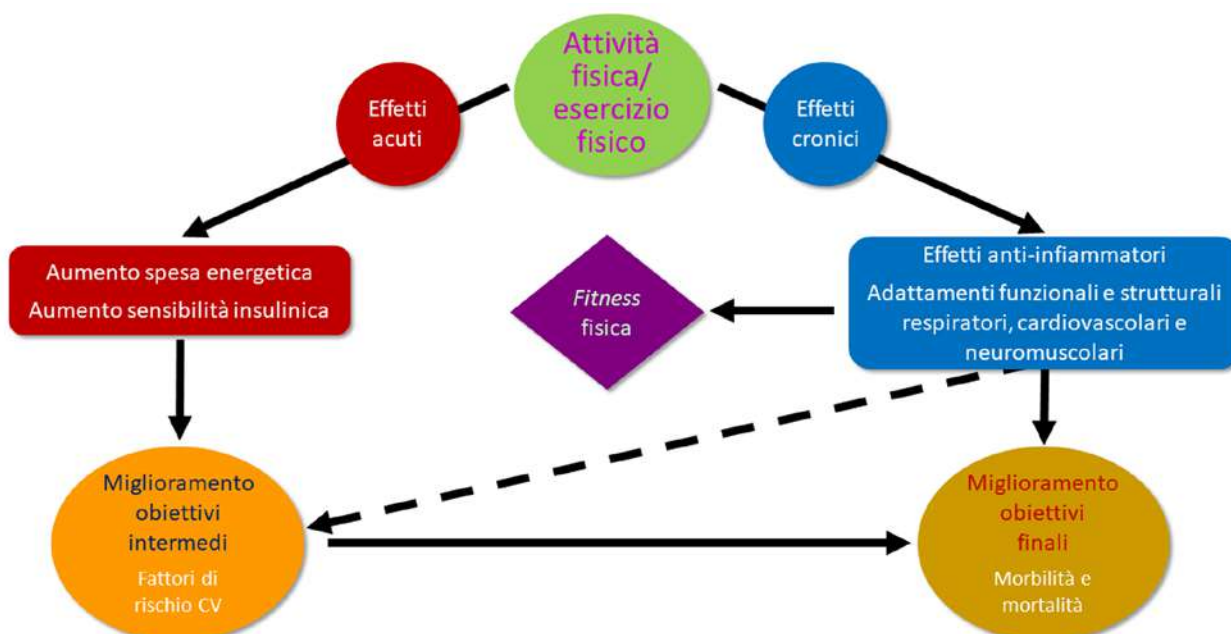 Attività
fisica/
esercizio
fisico
Effetti
acuti
Effetti
cronici
Aumento spesa energetica
Aumento sensibilità insulinica
Fitness
fisica
Effetti anti-infiammatori
Adattamenti funzionali e strutturali
respiratori, cardiovascolari e
neuromuscolari
Miglioramento
obiettivi
intermedi
Fattori di
rischio CV
Miglioramento
obiettivi
finali
Morbilità e
mortalità